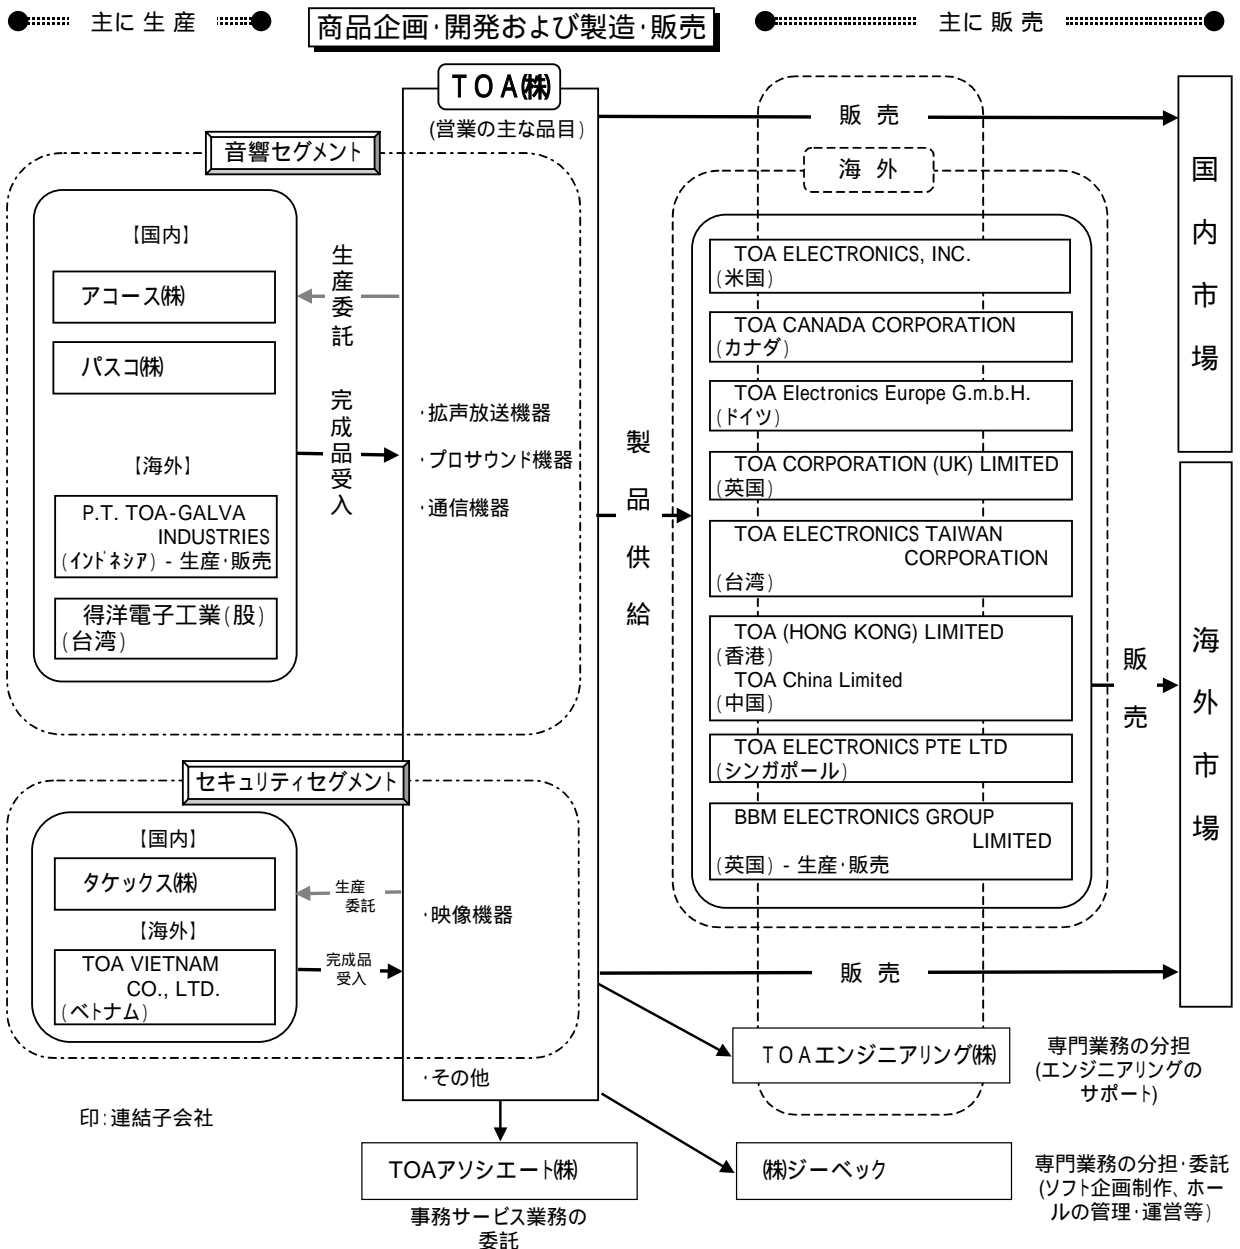 主に 生 産
商品企画･開発および製造･販売
主に 販 売
ＴＯＡ㈱
(営業の主な品目)
音響セグメント
【国内】
アコース㈱
パスコ㈱
【海外】
P.T. TOA-GALVA
INDUSTRIES
(インドネシア) - 生産･販売
得洋電子工業(股)
(台湾)
生産委託
完成品受入
･拡声放送機器
･プロサウンド機器
･通信機器
セキュリティセグメント
【国内】
タケックス㈱
【海外】
TOA VIETNAM
CO., LTD.
(ベトナム)
生産
委託
完成品
受入
･映像機器
･その他
製品供給
販 売
海 外
TOA ELECTRONICS, INC.
(米国)
TOA CANADA CORPORATION
(カナダ)
TOA Electronics Europe G.m.b.H.
(ドイツ)
TOA CORPORATION (UK) LIMITED
(英国)
TOA ELECTRONICS TAIWAN
CORPORATION
(台湾)
TOA (HONG KONG) LIMITED
(香港)
TOA China Limited
(中国)
TOA ELECTRONICS PTE LTD
(シンガポール)
BBM ELECTRONICS GROUP
LIMITED
(英国) - 生産･販売
販売
販 売
国内市場
海外市場
ＴＯＡエンジニアリング㈱
専門業務の分担
(エンジニアリングの
サポート)
印:連結子会社
TOAアソシエート㈱
事務サービス業務の
委託
㈱ジーベック
専門業務の分担･委託
(ソフト企画制作、ホー
ルの管理･運営等)